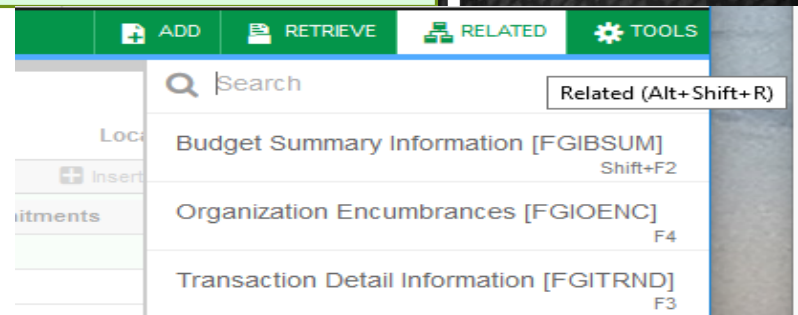 ADD RETRIEVE RELATED TOOLS
Search
Related (Alt+Shift+R)
Budget Summary Information [FGIBSUM]
Shift+F2
Insert
Organization Encumbrances [FGIOENC]
F4
Transaction Detail Information [FGITRND]
F3